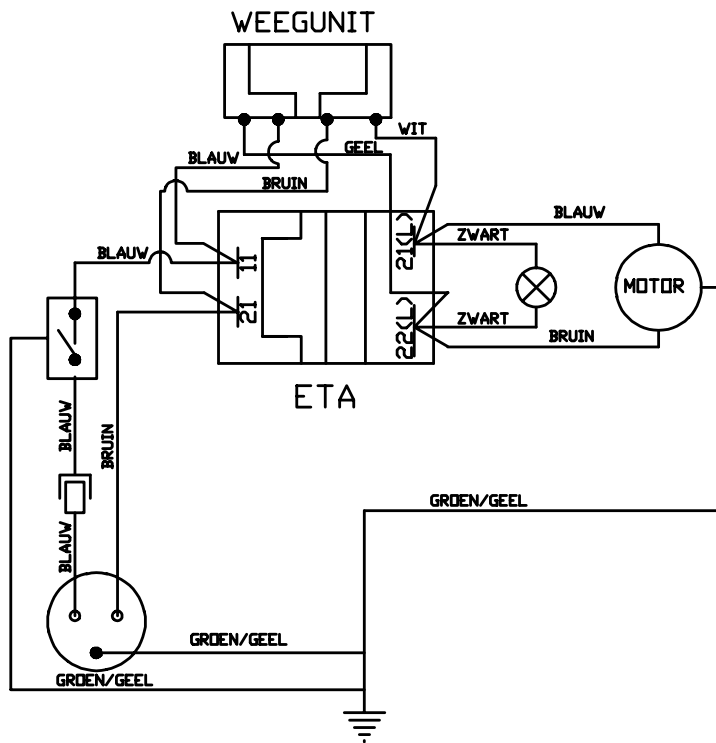 WEEGUNIT
WIT
GEEL
BLAUW
BRUIN
BLAUW
ZWART
BLAUW
11
21(L)
21
MOTOR
22(L)
ZWART
BRUIN
ETA
BLAUW
BRUIN
GROEN/GEEL
BLAUW
GROEN/GEEL
GROEN/GEEL